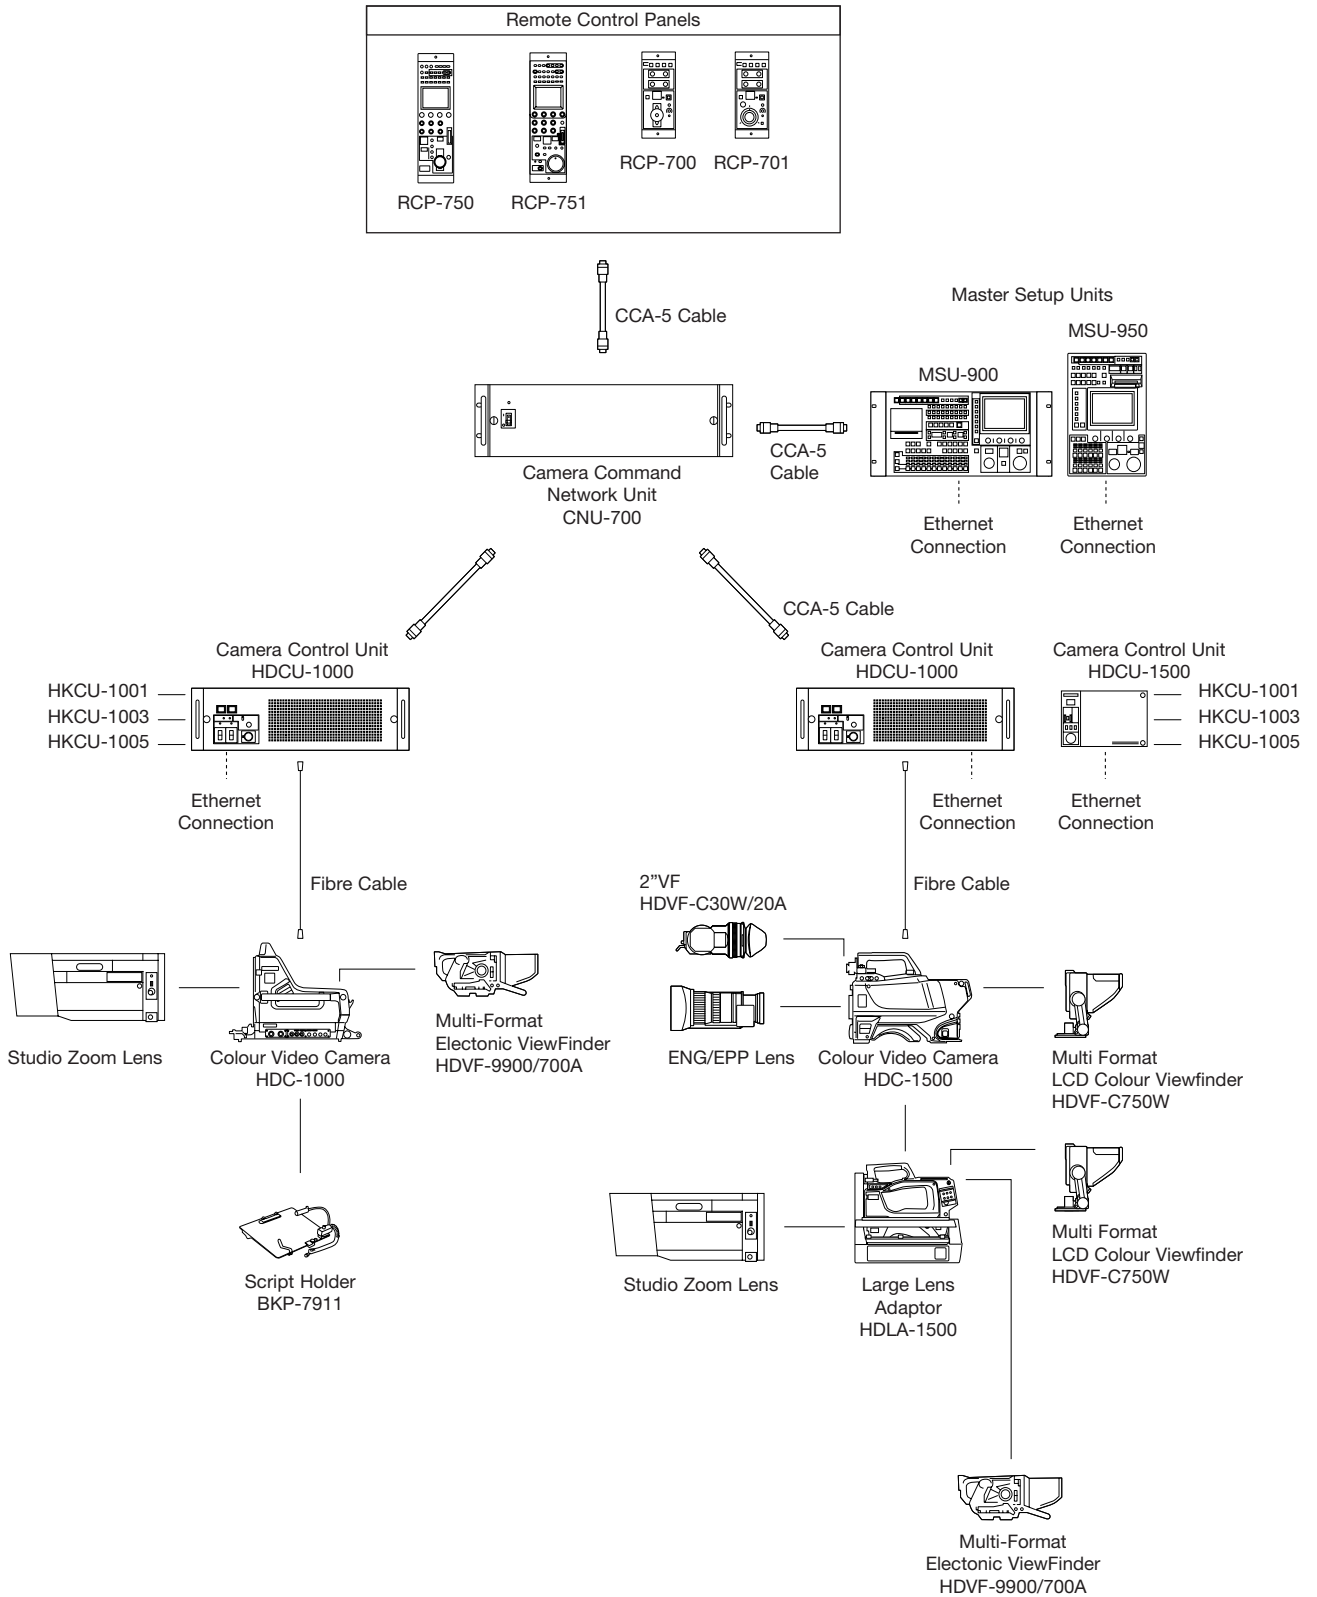 Remote Control Panels
RCP-700
RCP-701
RCP-750
RCP-751
CCA-5 Cable
Master Setup Units
MSU-950
MSU-900
CCA-5
Cable
Camera Command
Network Unit
CNU-700
Ethernet
Connection
Ethernet
Connection
CCA-5 Cable
Camera Control Unit
HDCU-1000
HKCU-1001
HKCU-1003
HKCU-1005
Camera Control Unit
HDCU-1000
Camera Control Unit
HDCU-1500
HKCU-1001
HKCU-1003
HKCU-1005
Ethernet
Connection
Ethernet
Connection
Ethernet
Connection
Fibre Cable
2”VF
HDVF-C30W/20A
Fibre Cable
Studio Zoom Lens
Colour Video Camera
HDC-1000
Multi-Format
Electonic ViewFinder
HDVF-9900/700A
ENG/EPP Lens
Colour Video Camera
HDC-1500
Multi Format
LCD Colour Viewfinder
HDVF-C750W
Script Holder
BKP-7911
Studio Zoom Lens
Large Lens
Adaptor
HDLA-1500
Multi Format
LCD Colour Viewfinder
HDVF-C750W
Multi-Format
Electonic ViewFinder
HDVF-9900/700A